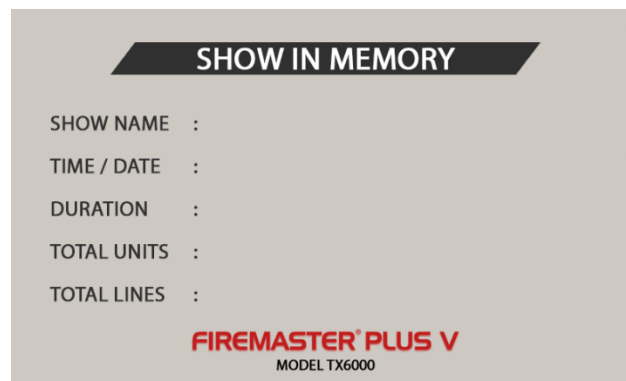 SHOW IN MEMORY
SHOW NAME :
TIME / DATE :
DURATION :
TOTAL UNITS :
TOTAL LINES :
FIREMASTER® PLUS V
MODEL TX6000